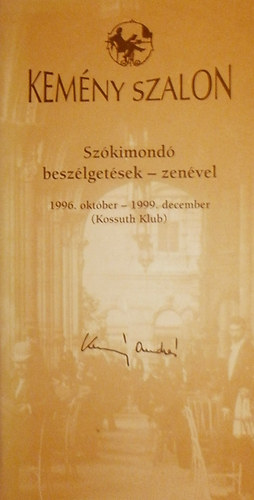 KEMÉNY SZALON
Szókimondó
beszélgetések – zenével
1996. október – 1999. december
(Kossuth Klub)
Kemény András